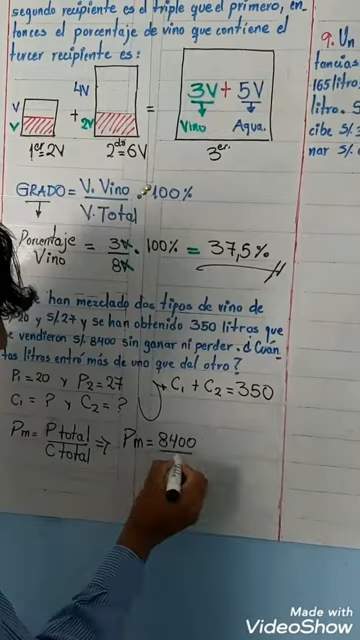 segundo recipiente es el triple que el primero, en
tonces el porcentaje de vino que contiene el
tercer recipiente es:
V
V
1er=2V
+
4V
2V
2do=6V
=
3V + 5V
Vino Agua.
3er.
GRADO = V. Vino . 100%
V. Total
Porcentaje = 3V . 100% = 37,5%
Vino 8V
han mezclado dos tipos de vino de
20 y S/.27 y se han obtenido 350 litros que
vendieron S/. 8400 sin ganar ni perder. ¿Cuán
tos litros entró más de uno que del otro?
P1=20 y P2=27
C1=? y C2=?
C1 + C2 = 350
Pm = P total ⇒ Pm = 8400
C total
9. Un
tancias
165 litro
litro. S
cibe S/.
nar S/.
Made with
VideoShow